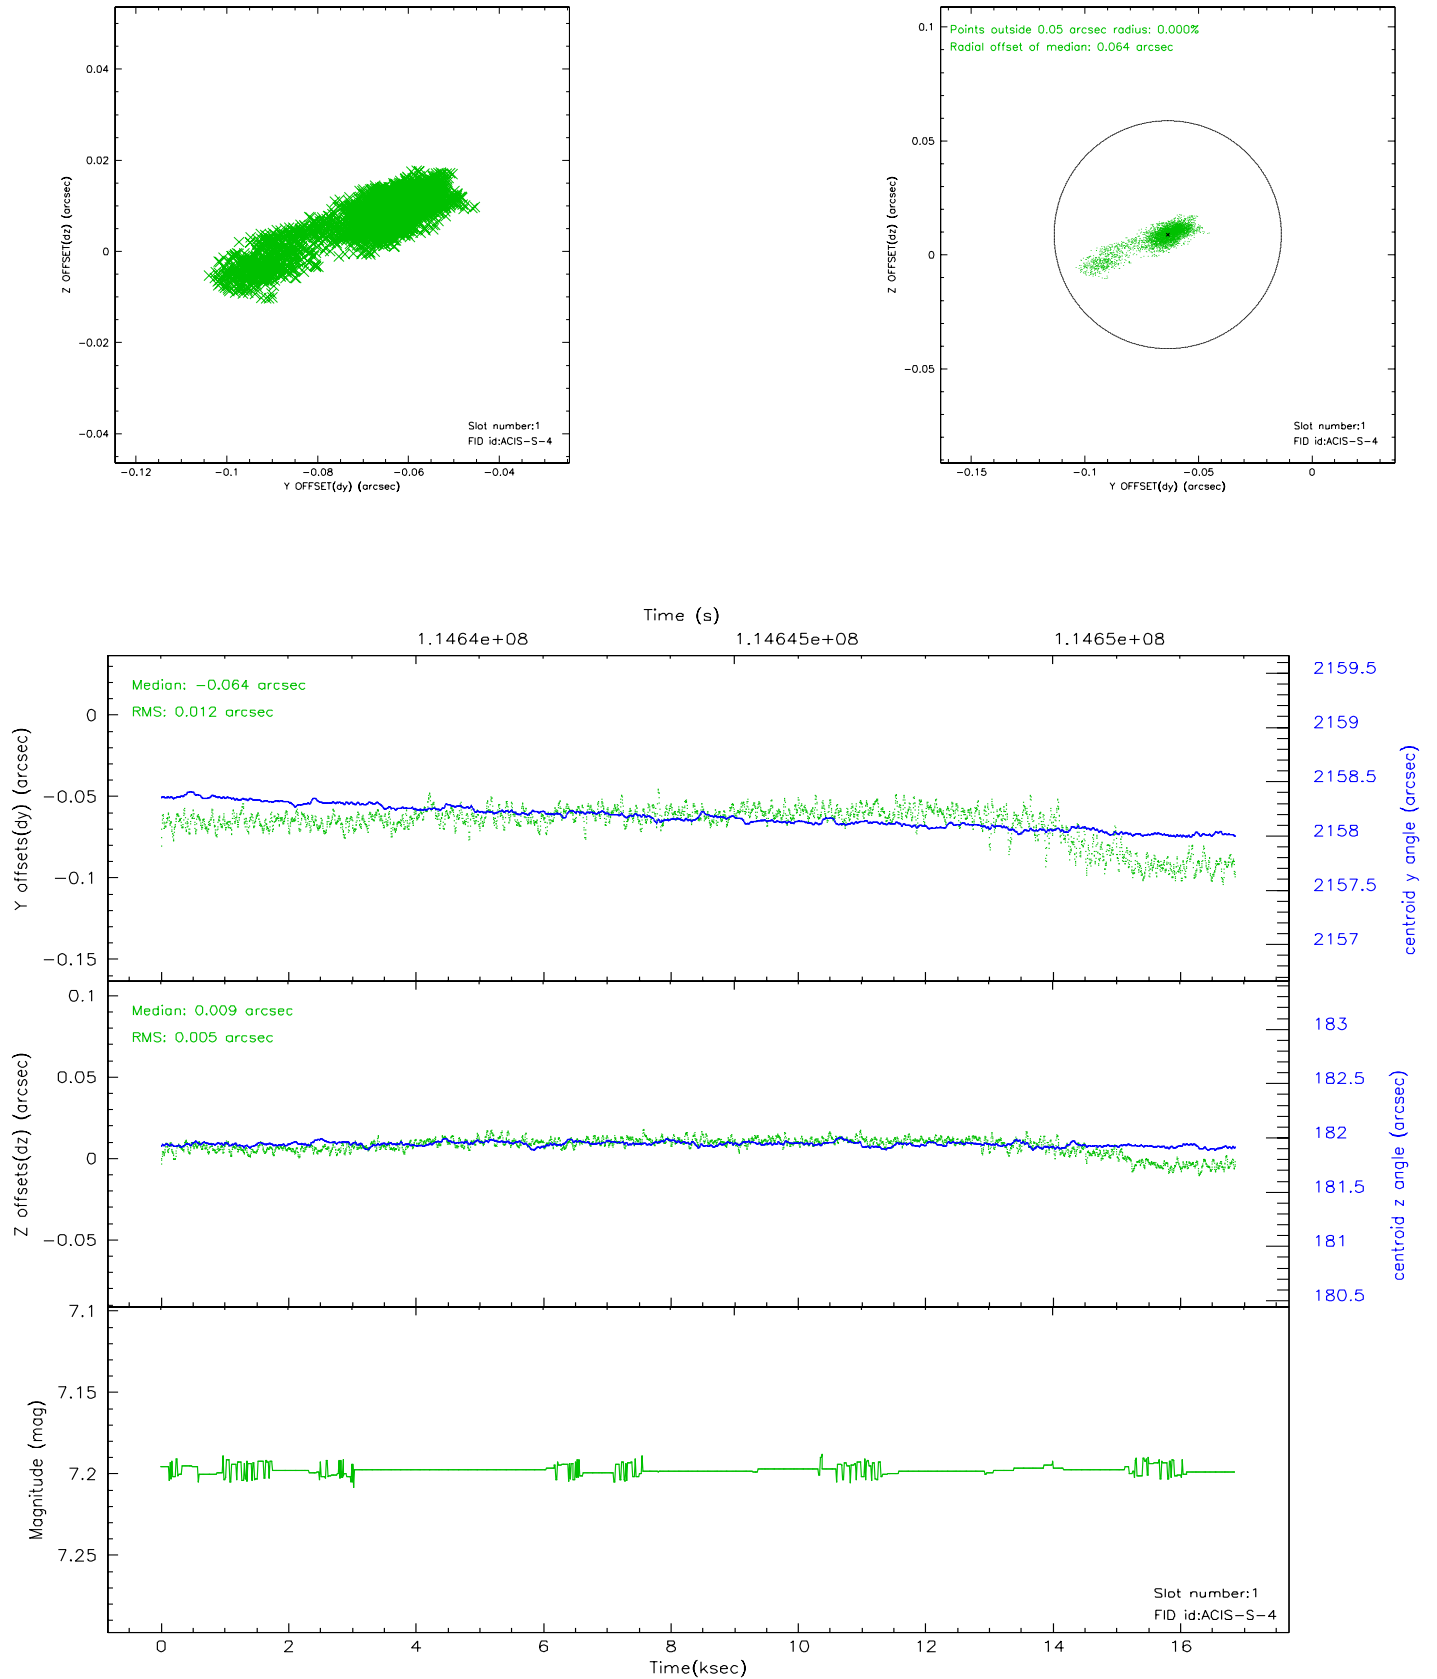 0.04
0.02
0
−0.02
−0.04
Z OFFSET(dz) (arcsec)
Slot number:1
FID id:ACIS−S−4
−0.12 −0.1 −0.08 −0.06 −0.04
Y OFFSET(dy) (arcsec)
Points outside 0.05 arcsec radius: 0.000%
Radial offset of median: 0.064 arcsec
0.1
0.05
0
−0.05
Z OFFSET(dz) (arcsec)
Slot number:1
FID id:ACIS−S−4
−0.15 −0.1 −0.05 0
Y OFFSET(dy) (arcsec)
Time (s)
1.1464e+08 1.14645e+08 1.1465e+08
Median: −0.064 arcsec
RMS: 0.012 arcsec
0
−0.05
−0.1
−0.15
Y offsets(dy) (arcsec)
2159.5
2159
2158.5
2158
2157.5
2157
centroid y angle (arcsec)
Median: 0.009 arcsec
RMS: 0.005 arcsec
0.1
0.05
0
−0.05
Z offsets(dz) (arcsec)
183
182.5
182
181.5
181
180.5
centroid z angle (arcsec)
7.1
7.15
7.2
7.25
Magnitude (mag)
Slot number:1
FID id:ACIS−S−4
0 2 4 6 8 10 12 14 16
Time(ksec)